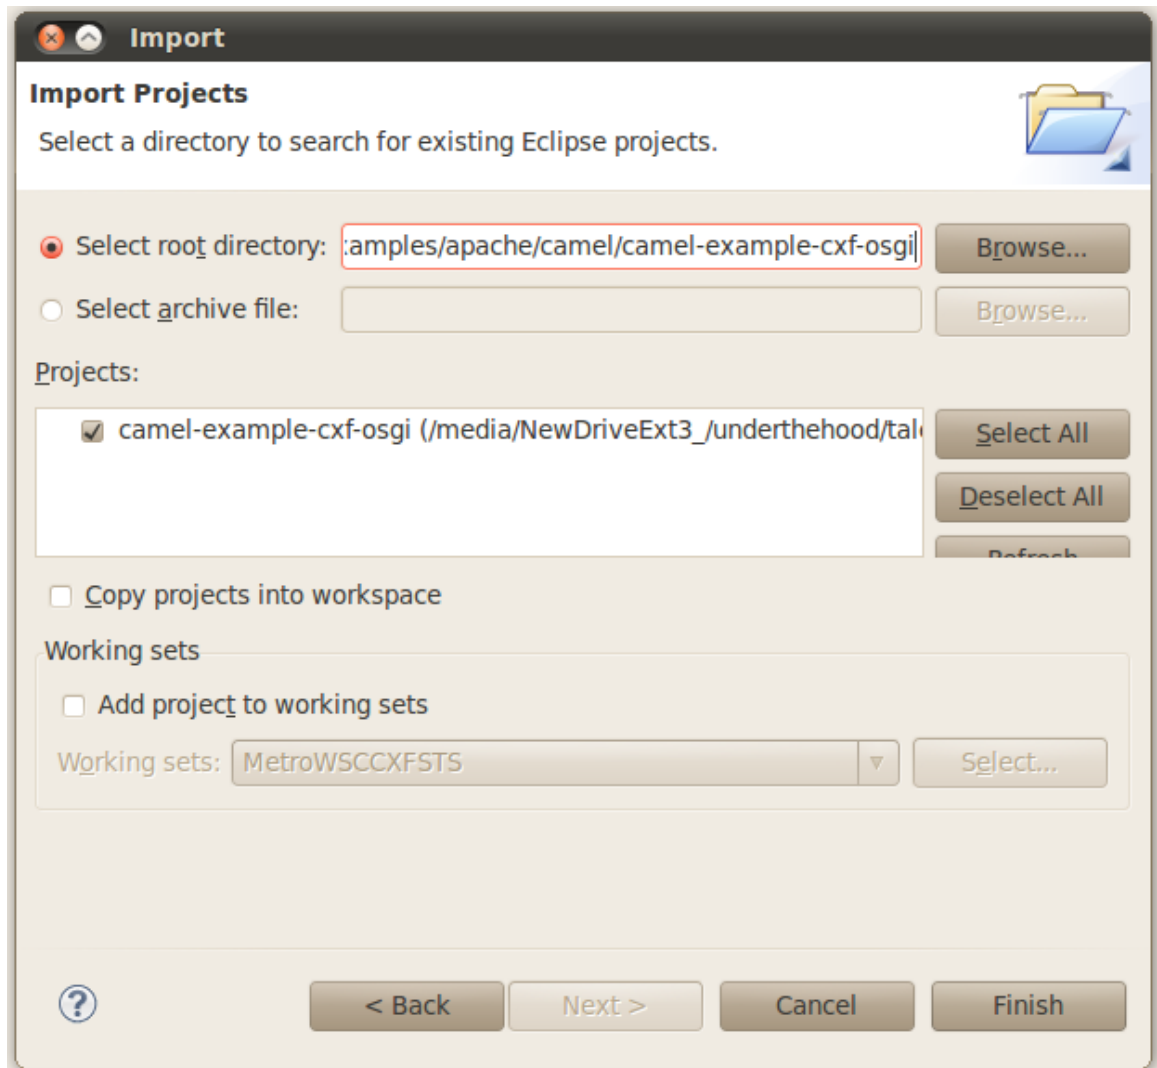 Import
Import Projects
Select a directory to search for existing Eclipse projects.
Select root directory: :amples/apache/camel/camel-example-cxf-osgi Browse...
Select archive file: Browse...
Projects:
camel-example-cxf-osgi (/media/NewDriveExt3_/underthehood/tal Select All
Deselect All
Refresh
Copy projects into workspace
Working sets
Add project to working sets
Working sets: MetroWSCCXFSTS Select...
? < Back Next > Cancel Finish